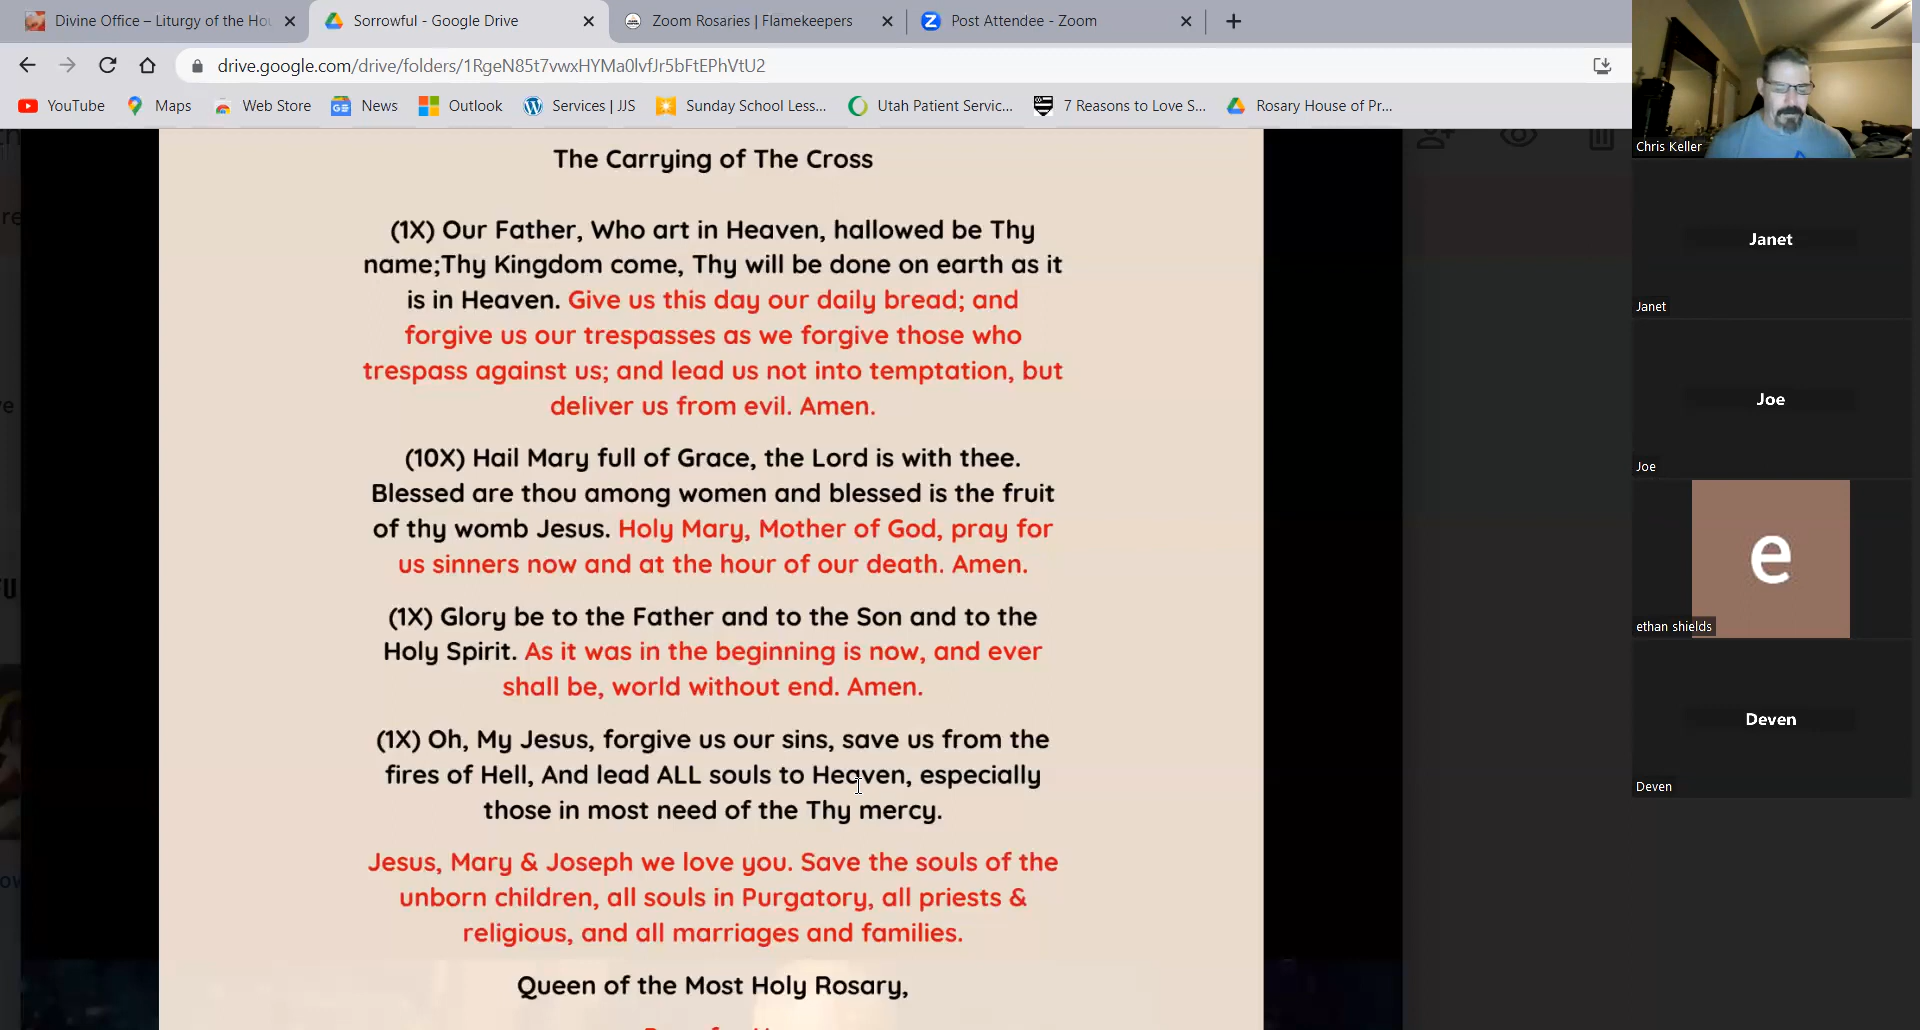 Divine Office – Liturgy of the Hou
Sorrowful - Google Drive
Zoom Rosaries | Flamekeepers
Post Attendee - Zoom
drive.google.com/drive/folders/1RgeN85t7vwxHYMa0lvfJr5bFtEPhVtU2
YouTube
Maps
Web Store
News
Outlook
Services | JJS
Sunday School Less...
Utah Patient Servic...
7 Reasons to Love S...
Rosary House of Pr...
The Carrying of The Cross
(1X) Our Father, Who art in Heaven, hallowed be Thy
name;Thy Kingdom come, Thy will be done on earth as it
is in Heaven. Give us this day our daily bread; and
forgive us our trespasses as we forgive those who
trespass against us; and lead us not into temptation, but
deliver us from evil. Amen.
(10X) Hail Mary full of Grace, the Lord is with thee.
Blessed are thou among women and blessed is the fruit
of thy womb Jesus. Holy Mary, Mother of God, pray for
us sinners now and at the hour of our death. Amen.
(1X) Glory be to the Father and to the Son and to the
Holy Spirit. As it was in the beginning is now, and ever
shall be, world without end. Amen.
(1X) Oh, My Jesus, forgive us our sins, save us from the
fires of Hell, And lead ALL souls to Heaven, especially
those in most need of the Thy mercy.
Jesus, Mary & Joseph we love you. Save the souls of the
unborn children, all souls in Purgatory, all priests &
religious, and all marriages and families.
Queen of the Most Holy Rosary,
Chris Keller
Janet
Janet
Joe
Joe
e
ethan shields
Deven
Deven